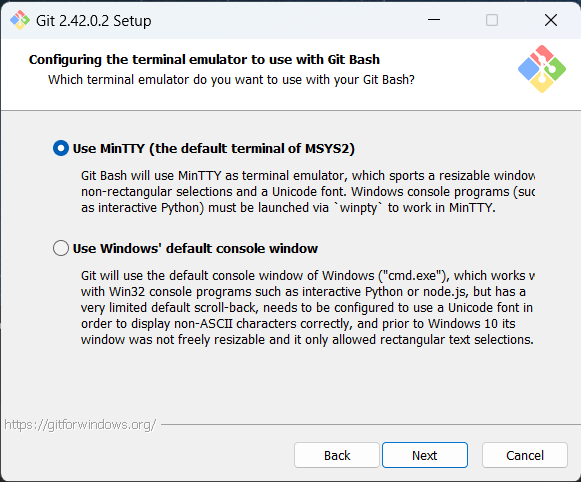 Git 2.42.0.2 Setup
Configuring the terminal emulator to use with Git Bash
Which terminal emulator do you want to use with your Git Bash?
Use MinTTY (the default terminal of MSYS2)
Git Bash will use MinTTY as terminal emulator, which sports a resizable window
non-rectangular selections and a Unicode font. Windows console programs (suc
as interactive Python) must be launched via `winpty` to work in MinTTY.
Use Windows' default console window
Git will use the default console window of Windows ("cmd.exe"), which works w
with Win32 console programs such as interactive Python or node.js, but has a
very limited default scroll-back, needs to be configured to use a Unicode font in
order to display non-ASCII characters correctly, and prior to Windows 10 its
window was not freely resizable and it only allowed rectangular text selections.
https://gitforwindows.org/
Back
Next
Cancel